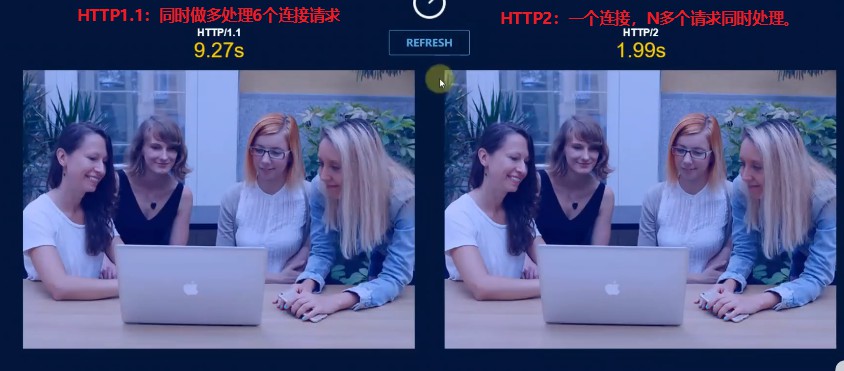 HTTP1.1：同时做多处理6个连接请求
HTTP/1.1
9.27s
REFRESH
HTTP2：一个连接，N多个请求同时处理。
HTTP/2
1.99s